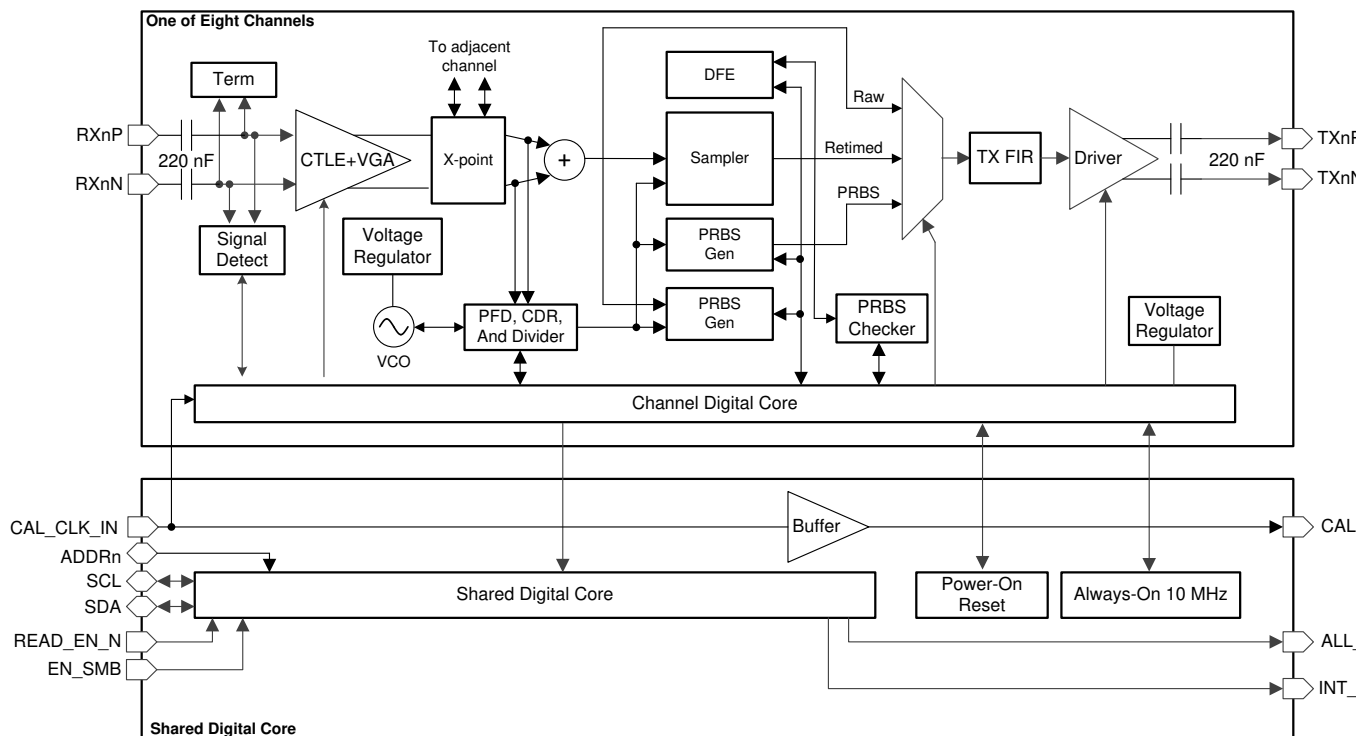 One of Eight Channels
To adjacent
channel
Term
DFE
Raw
RXnP
220 nF
RXnN
CTLE+VGA
X-point
+
Sampler
Retimed
TX FIR
Driver
220 nF
TXnP
TXnN
PRBS
Signal
Detect
Voltage
Regulator
PRBS
Gen
PRBS
Gen
PFD, CDR,
And Divider
VCO
PRBS
Checker
Voltage
Regulator
Channel Digital Core
CAL_CLK_IN
Buffer
CAL_
ADDRn
SCL
SDA
READ_EN_N
EN_SMB
Shared Digital Core
Power-On
Reset
Always-On 10 MHz
ALL_
INT_
Shared Digital Core